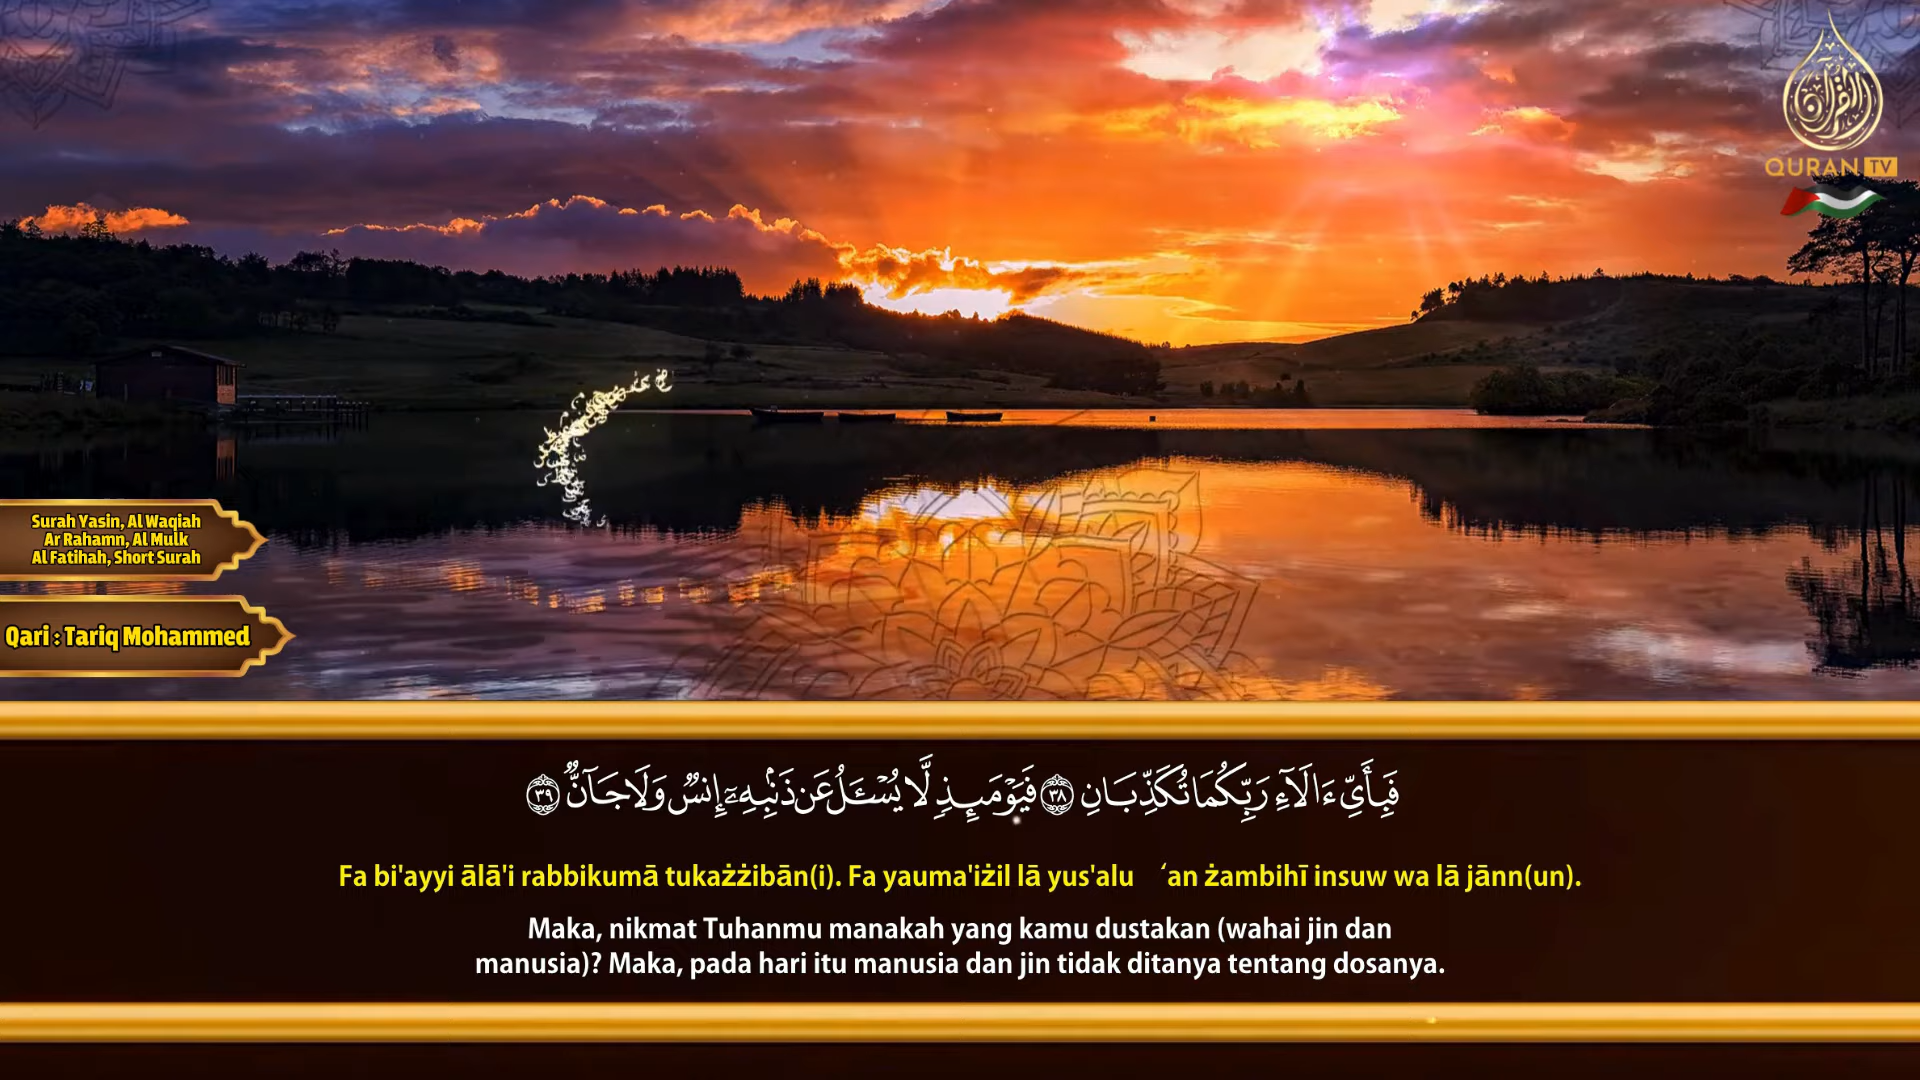 القرآن
QURAN TV
Surah Yasin, Al Waqiah
Ar Rahamn, Al Mulk
Al Fatihah, Short Surah
Qari : Tariq Mohammed
فَبِأَيِّ ءَالَآءِ رَبِّكُمَا تُكَذِّبَانِ ٣٨ فَيَوْمَئِذٍ لَّا يُسْـَٔلُ عَن ذَنۢبِهِۦٓ إِنسٌ وَلَا جَآنٌّ ٣٩
Fa bi'ayyi ālā'i rabbikumā tukażżibān(i). Fa yauma'iżil lā yus'alu ‘an żambihī insuw wa lā jānn(un).
Maka, nikmat Tuhanmu manakah yang kamu dustakan (wahai jin dan
manusia)? Maka, pada hari itu manusia dan jin tidak ditanya tentang dosanya.